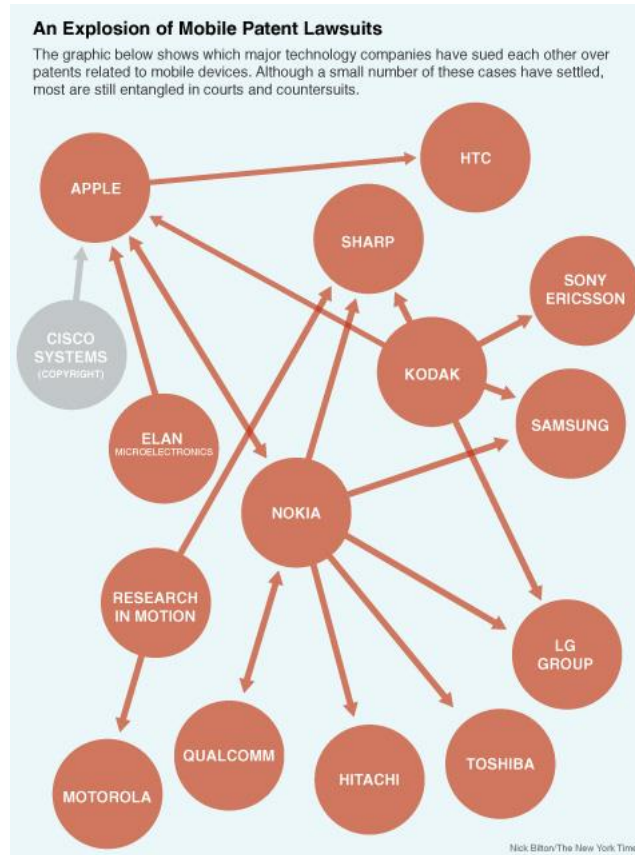 An Explosion of Mobile Patent Lawsuits
The graphic below shows which major technology companies have sued each other over
patents related to mobile devices. Although a small number of these cases have settled,
most are still entangled in courts and countersuits.
HTC
APPLE
SHARP
SONY
ERICSSON
CISCO
SYSTEMS
(COPYRIGHT)
KODAK
SAMSUNG
ELAN
MICROELECTRONICS
NOKIA
RESEARCH
IN MOTION
LG
GROUP
QUALCOMM
TOSHIBA
HITACHI
MOTOROLA
Nick Bilton/The New York Time